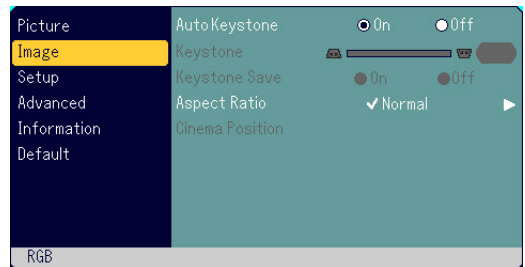 Picture Auto Keystone On Off
Image Keystone
Setup Keystone Save On Off
Advanced Aspect Ratio ✔Normal
Information Cinema Position
Default
RGB